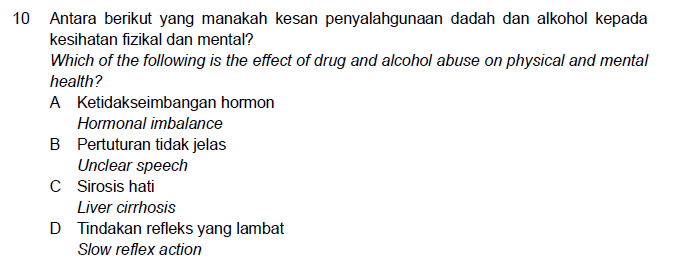 10 Antara berikut yang manakah kesan penyalahgunaan dadah dan alkohol kepada
kesihatan fizikal dan mental?
Which of the following is the effect of drug and alcohol abuse on physical and mental
health?
A Ketidakseimbangan hormon
Hormonal imbalance
B Pertuturan tidak jelas
Unclear speech
C Sirosis hati
Liver cirrhosis
D Tindakan refleks yang lambat
Slow reflex action